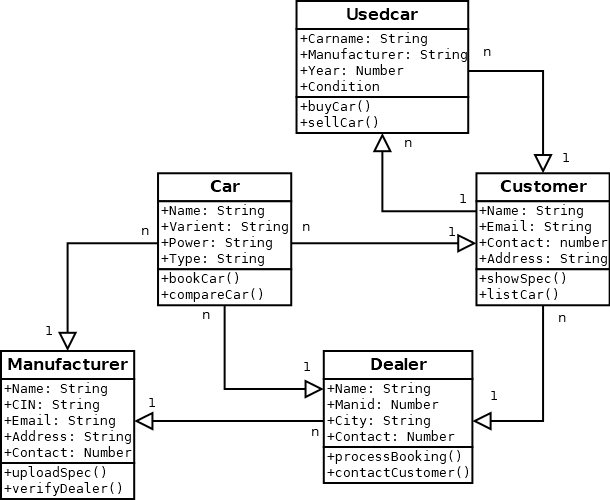 Usedcar
+Carname: String
+Manufacturer: String
+Year: Number
+Condition
+buyCar()
+sellCar()
n
1
n
1
Car
+Name: String
+Varient: String
+Power: String
+Type: String
+bookCar()
+compareCar()
n
n
1
Customer
+Name: String
+Email: String
+Contact: number
+Address: String
+showSpec()
+listCar()
1
n
1
n
1
Manufacturer
+Name: String
+CIN: String
+Email: String
+Address: String
+Contact: Number
+uploadSpec()
+verifyDealer()
1
n
Dealer
+Name: String
+Manid: Number
+City: String
+Contact: Number
+processBooking()
+contactCustomer()